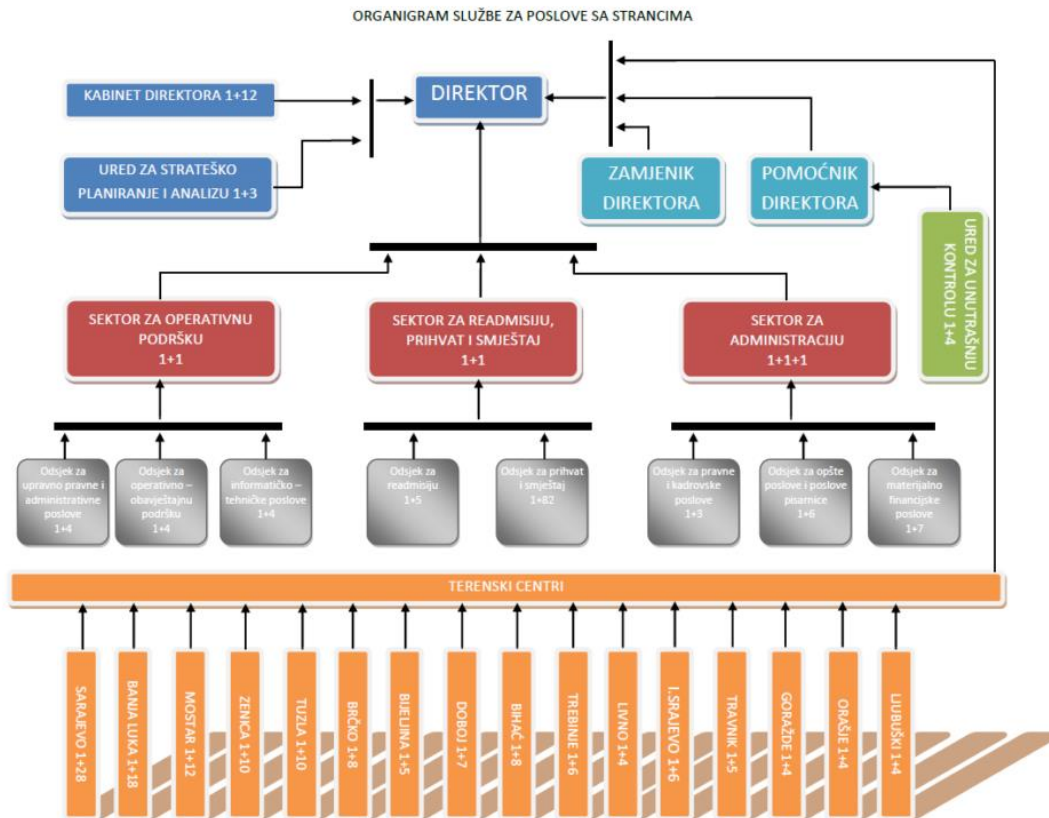 ORGANIGRAM SLUŽBE ZA POSLOVE SA STRANCIMA
KABINET DIREKTORA 1+12
DIREKTOR
URED ZA STRATEŠKO
PLANIRANJE I ANALIZU 1+3
ZAMJENIK
DIREKTORA
POMOĆNIK
DIREKTORA
URED ZA UNUTRAŠNJU
KONTROLU 1+4
SEKTOR ZA OPERATIVNU
PODRŠKU
1+1
SEKTOR ZA READMISIJU,
PRIHVAT I SMJEŠTAJ
1+1
SEKTOR ZA
ADMINISTRACIJU
1+1+1
Odsjek za
upravno pravne i
administrativne
poslove
1+4
Odsjek za
operativno –
obavještajnu
podršku
1+4
Odsjek za
informatičko –
tehničke poslove
1+4
Odsjek za
readmisiju
1+5
Odsjek za prihvat
i smještaj
1+82
Odsjek za pravne
i kadrovske
poslove
1+3
Odsjek za opšte
poslove i poslove
pisarnice
1+6
Odsjek za
materijalno
financijske
poslove
1+7
TERENSKI CENTRI
SARAJEVO 1+28
BANJA LUKA 1+18
MOSTAR 1+12
ZENICA 1+10
TUZLA 1+10
BRČKO 1+8
BIJELJINA 1+5
DOBOJ 1+7
BIHAĆ 1+8
TREBINJE 1+6
LIVNO 1+4
I.SRAJEVO 1+6
TRAVNIK 1+5
GORAŽDE 1+4
ORAŠJE 1+4
LJUBUŠKI 1+4